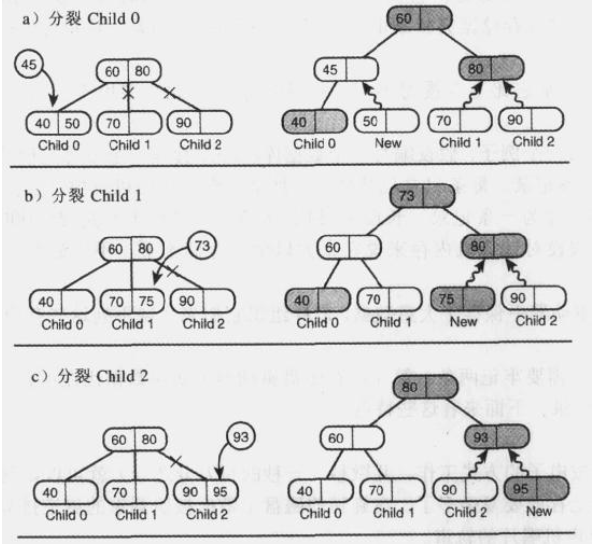 a) 分裂 Child 0
45
60 80
40 50
70
90
Child 0
Child 1
Child 2
60
45
80
40
50
70
90
Child 0
New
Child 1
Child 2
b) 分裂 Child 1
60 80
73
40
70 75
90
Child 0
Child 1
Child 2
73
60
80
40
70
75
90
Child 0
Child 1
New
Child 2
c) 分裂 Child 2
60 80
93
40
70
90 95
Child 0
Child 1
Child 2
80
60
93
40
70
90
95
Child 0
Child 1
Child 2
New